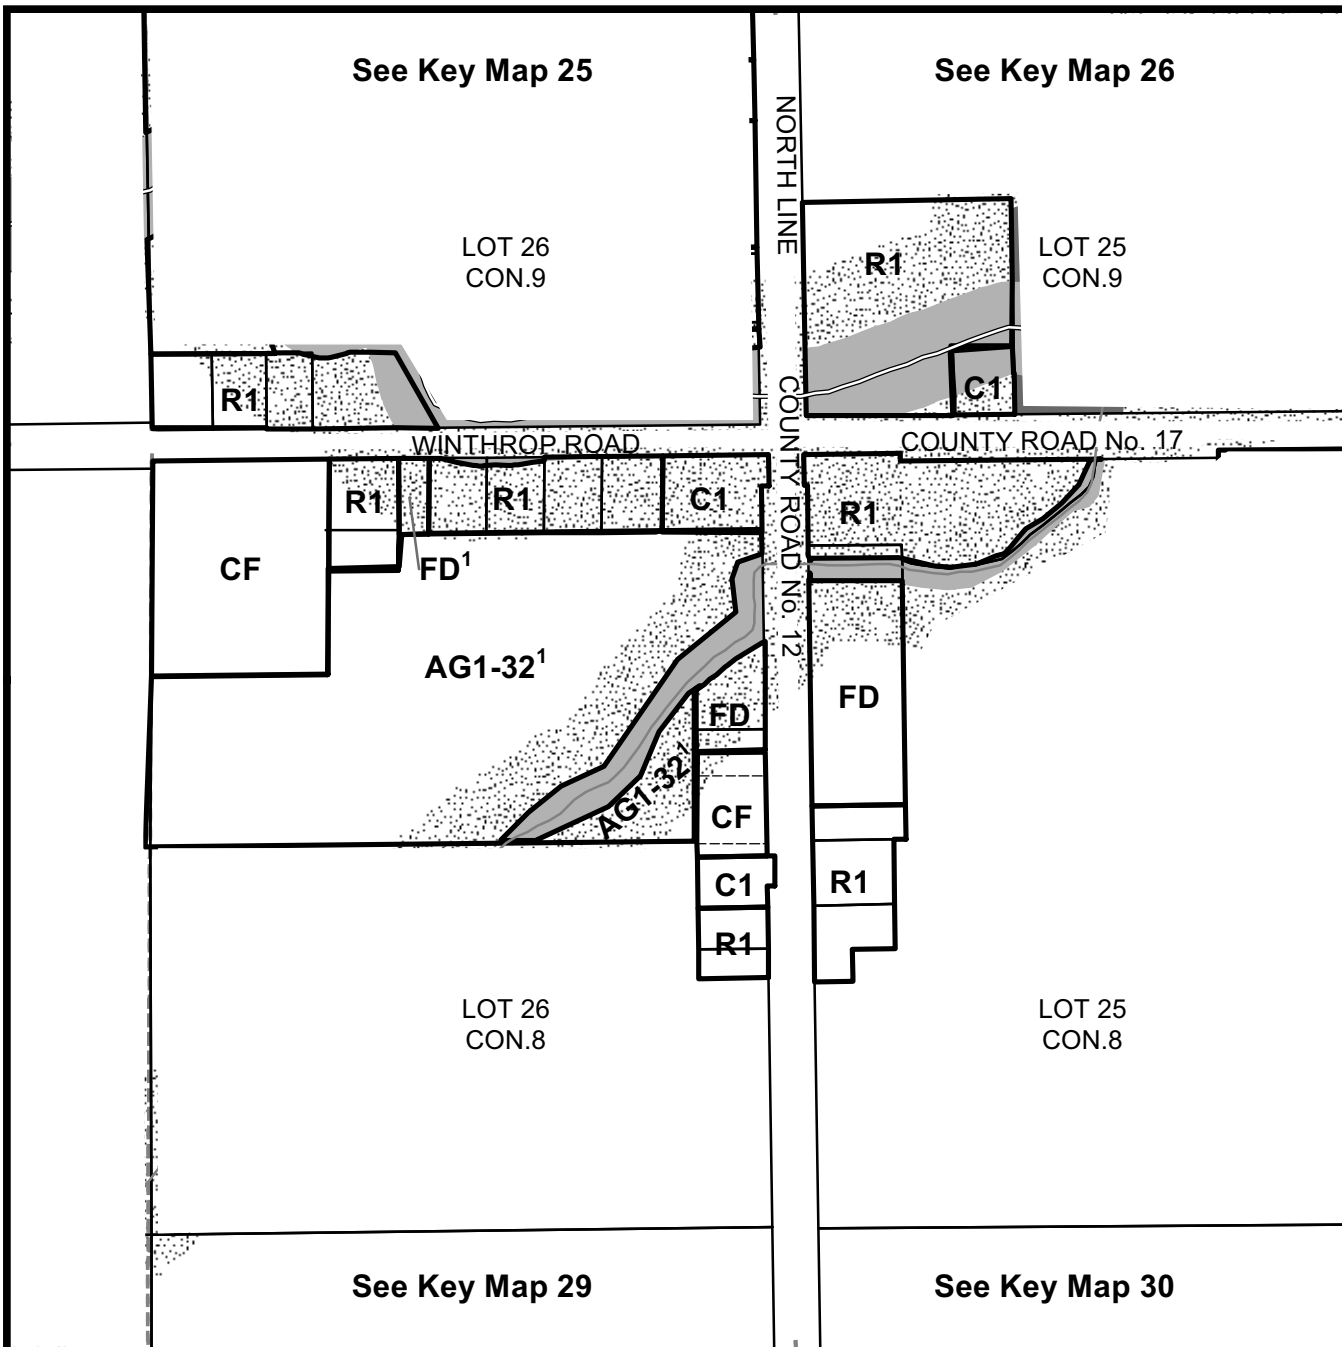 See Key Map 25
See Key Map 26
NORTH LINE
LOT 26
CON.9
R1
LOT 25
CON.9
R1
C1
COUNTY ROAD No. 12
WINTHROP ROAD
COUNTY ROAD No. 17
R1
R1
C1
R1
CF
FD¹
AG1-32¹
FD
FD
AG1-32¹
CF
C1
R1
R1
LOT 26
CON.8
LOT 25
CON.8
See Key Map 29
See Key Map 30